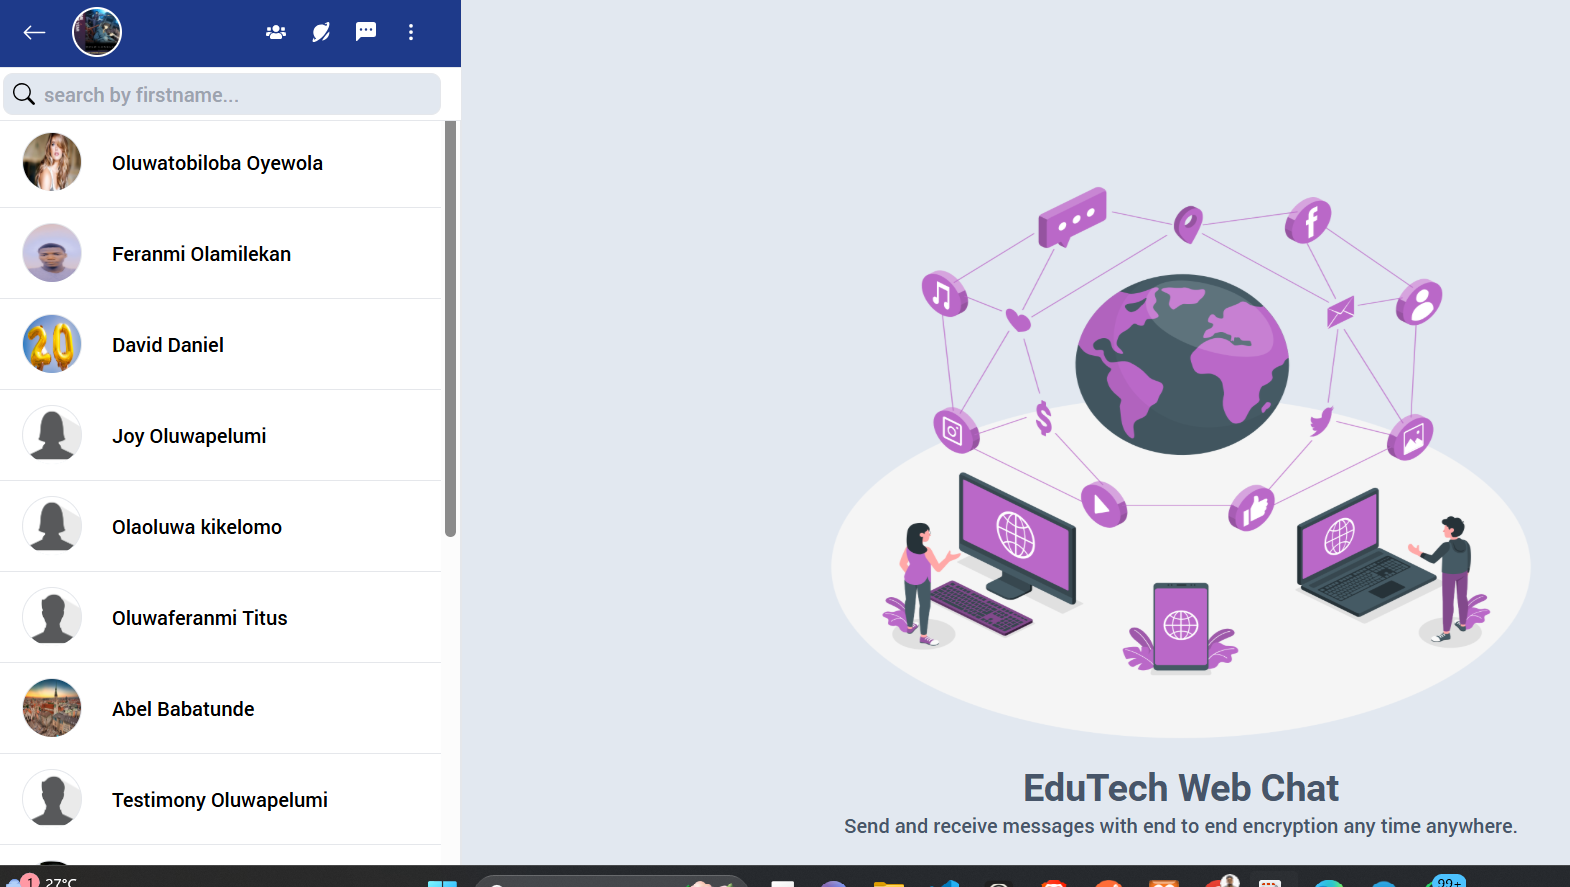 search by firstname...
Oluwatobiloba Oyewola
Feranmi Olamilekan
20
David Daniel
Joy Oluwapelumi
Olaoluwa kikelomo
Oluwaferanmi Titus
Abel Babatunde
Testimony Oluwapelumi
f
$
EduTech Web Chat
Send and receive messages with end to end encryption any time anywhere.
1
27°C
99+